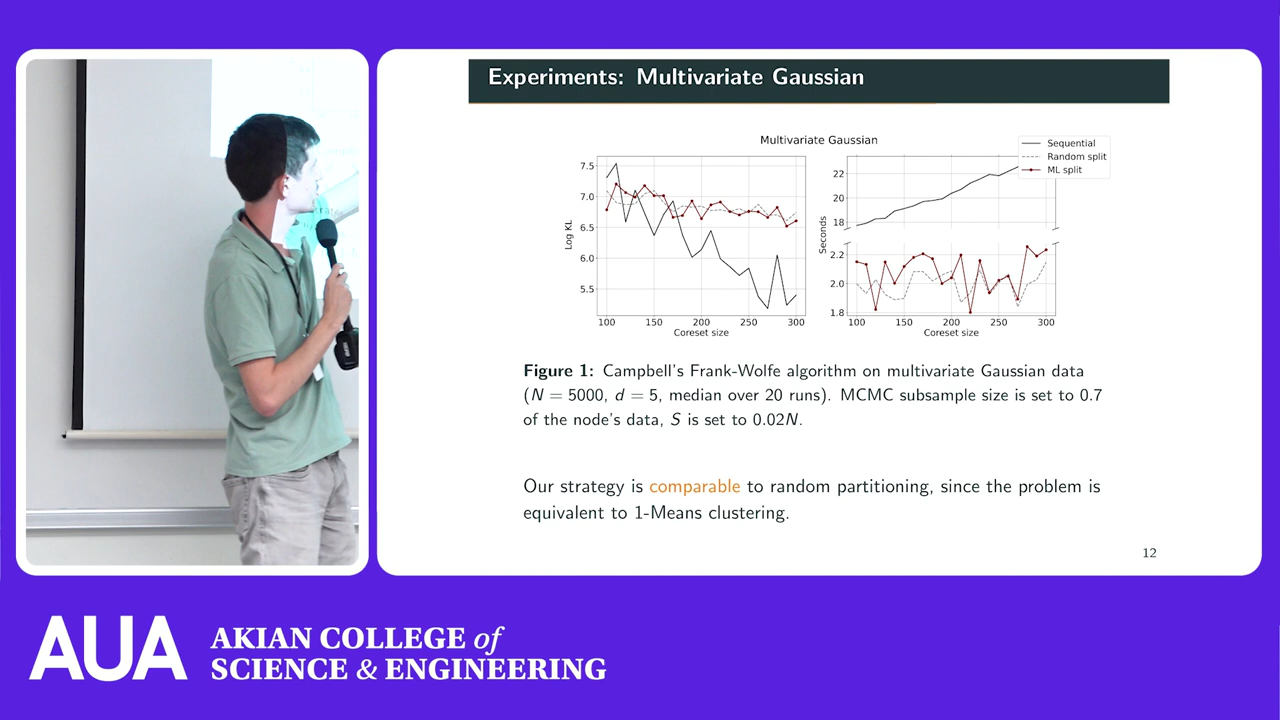 Experiments: Multivariate Gaussian
Multivariate Gaussian
Sequential
Random split
ML split
7.5
7.0
6.5
6.0
5.5
Log KL
100 150 200 250 300
Coreset size
22
20
18
2.2
2.0
1.8
Seconds
100 150 200 250 300
Coreset size
Figure 1: Campbell's Frank-Wolfe algorithm on multivariate Gaussian data
(N = 5000, d = 5, median over 20 runs). MCMC subsample size is set to 0.7
of the node's data, S is set to 0.02N.
Our strategy is comparable to random partitioning, since the problem is
equivalent to 1-Means clustering.
12
AUA
AKIAN COLLEGE of
SCIENCE & ENGINEERING